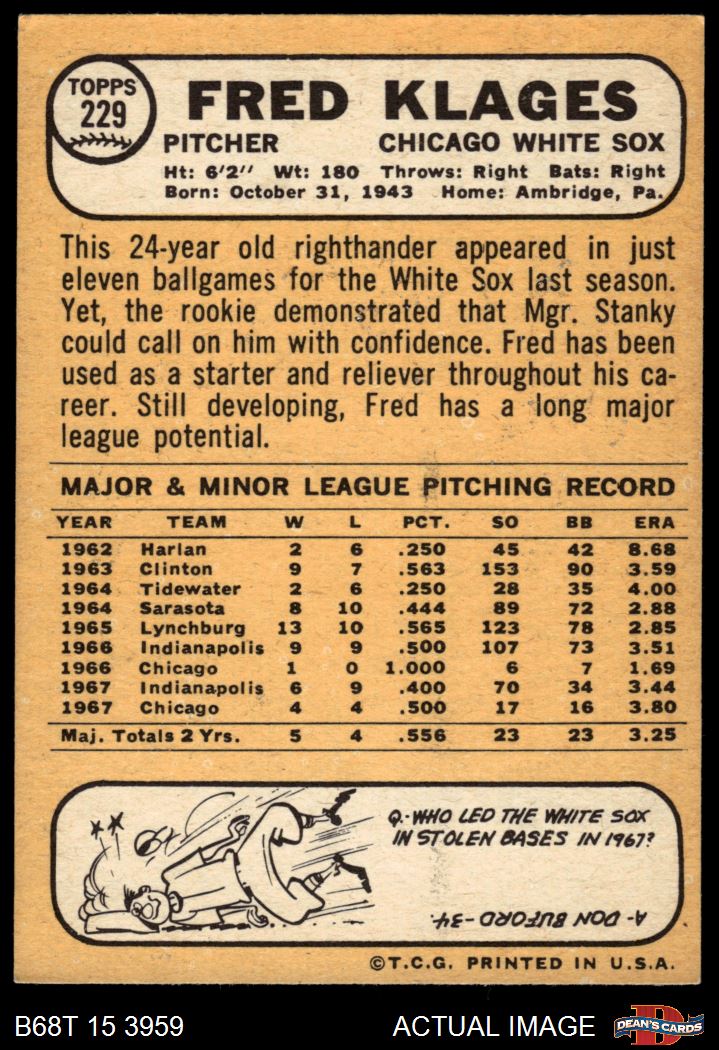 TOPPS
229
FRED KLAGES
PITCHER CHICAGO WHITE SOX
Ht: 6'2'' Wt: 180 Throws: Right Bats: Right
Born: October 31, 1943 Home: Ambridge, Pa.
This 24-year old righthander appeared in just
eleven ballgames for the White Sox last season.
Yet, the rookie demonstrated that Mgr. Stanky
could call on him with confidence. Fred has been
used as a starter and reliever throughout his ca-
reer. Still developing, Fred has a long major
league potential.
MAJOR & MINOR LEAGUE PITCHING RECORD
YEAR TEAM W L PCT. SO BB ERA
1962 Harlan 2 6 .250 45 42 8.68
1963 Clinton 9 7 .563 153 90 3.59
1964 Tidewater 2 6 .250 28 35 4.00
1964 Sarasota 8 10 .444 89 72 2.88
1965 Lynchburg 13 10 .565 123 78 2.85
1966 Indianapolis 9 9 .500 107 73 3.51
1966 Chicago 1 0 1.000 6 7 1.69
1967 Indianapolis 6 9 .400 70 34 3.44
1967 Chicago 4 4 .500 17 16 3.80
Maj. Totals 2 Yrs. 5 4 .556 23 23 3.25
Q.- WHO LED THE WHITE SOX
IN STOLEN BASES IN 1967?
A- DON BUFORD -34.
©T.C.G. PRINTED IN U.S.A.
B68T 15 3959 ACTUAL IMAGE
DEAN'S CARDS